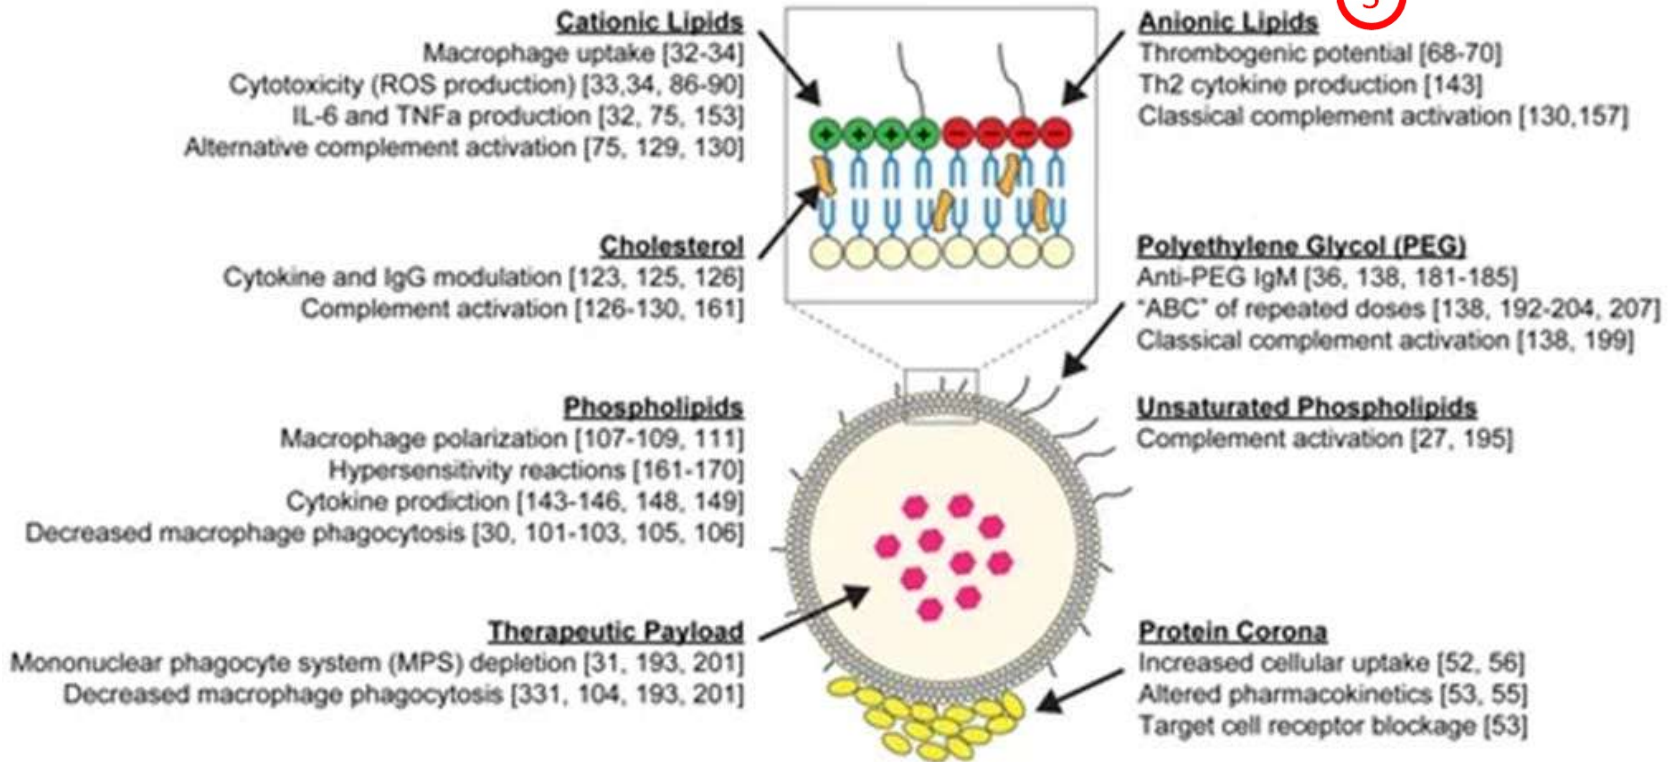 Cationic Lipids
Macrophage uptake [32-34]
Cytotoxicity (ROS production) [33,34, 86-90]
IL-6 and TNFa production [32, 75, 153]
Alternative complement activation [75, 129, 130]
Cholesterol
Cytokine and IgG modulation [123, 125, 126]
Complement activation [126-130, 161]
Phospholipids
Macrophage polarization [107-109, 111]
Hypersensitivity reactions [161-170]
Cytokine prodiction [143-146, 148, 149]
Decreased macrophage phagocytosis [30, 101-103, 105, 106]
Therapeutic Payload
Mononuclear phagocyte system (MPS) depletion [31, 193, 201]
Decreased macrophage phagocytosis [331, 104, 193, 201]
+ + + + − − − −
Anionic Lipids
Thrombogenic potential [68-70]
Th2 cytokine production [143]
Classical complement activation [130,157]
Polyethylene Glycol (PEG)
Anti-PEG IgM [36, 138, 181-185]
"ABC" of repeated doses [138, 192-204, 207]
Classical complement activation [138, 199]
Unsaturated Phospholipids
Complement activation [27, 195]
Protein Corona
Increased cellular uptake [52, 56]
Altered pharmacokinetics [53, 55]
Target cell receptor blockage [53]